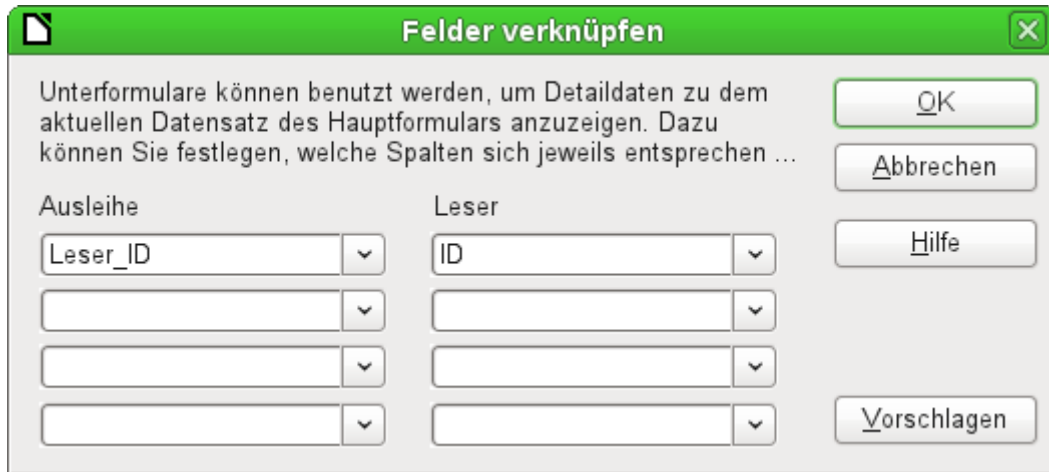 Felder verknüpfen
Unterformulare können benutzt werden, um Detaildaten zu dem
aktuellen Datensatz des Hauptformulars anzuzeigen. Dazu
können Sie festlegen, welche Spalten sich jeweils entsprechen ...
OK
Abbrechen
Ausleihe
Leser
Leser_ID
ID
Hilfe
Vorschlagen